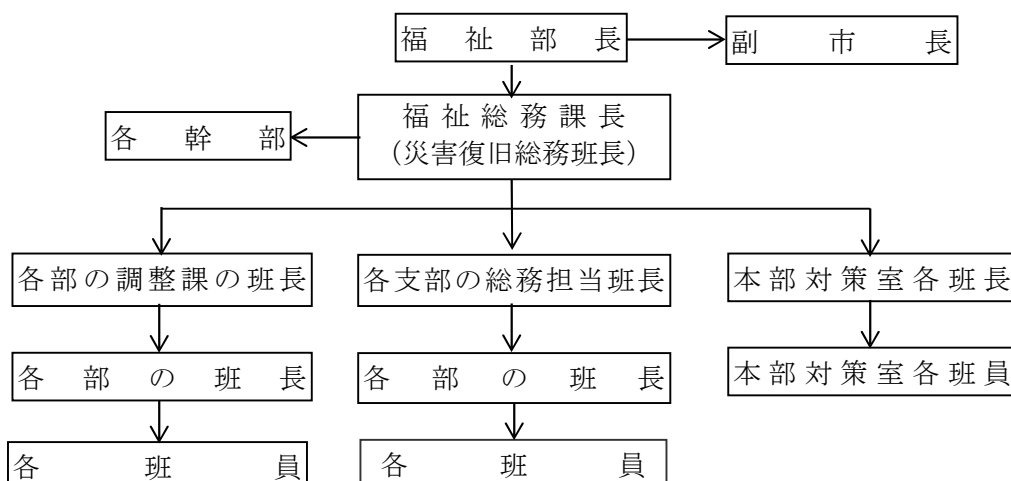 福祉部長
副市長
各幹部
福祉総務課長
(災害復旧総務班長)
各部の調整課の班長
各支部の総務担当班長
本部対策室各班長
各部の班長
各部の班長
本部対策室各班員
各班員
各班員